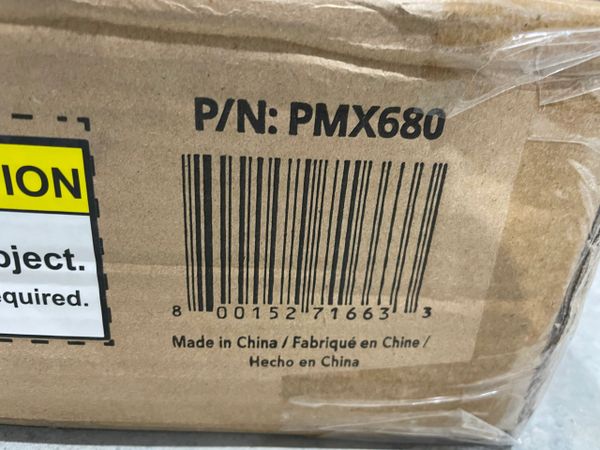 P/N: PMX680
ION
oject.
equired.
8 00152 71663 3
Made in China / Fabriqué en Chine /
Hecho en China